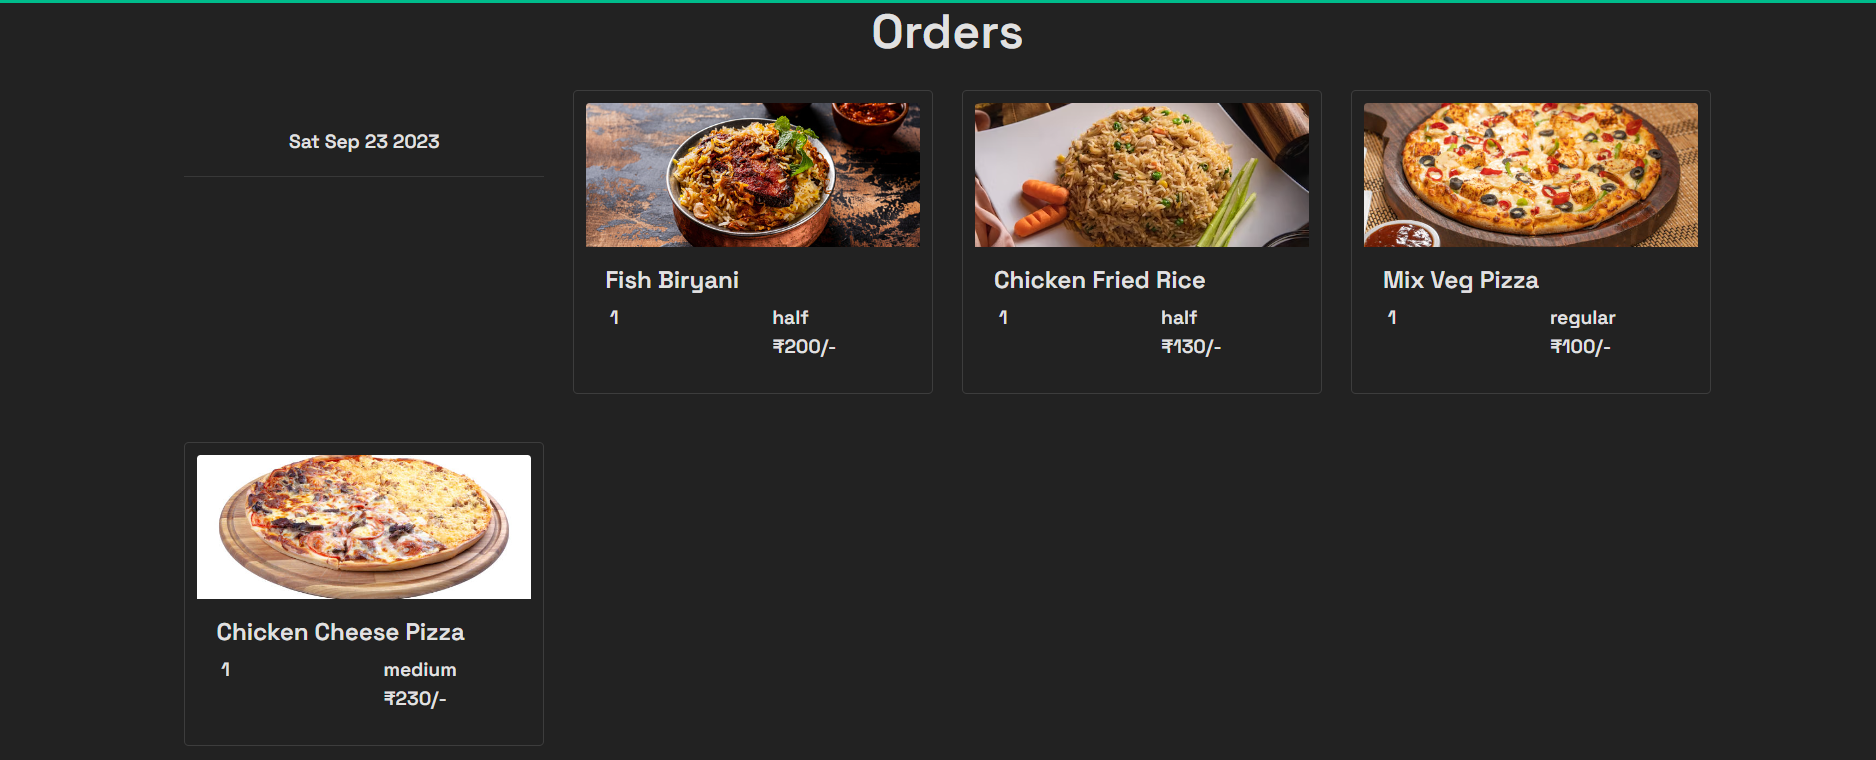 Orders
Sat Sep 23 2023
Fish Biryani
1 half
₹200/-
Chicken Fried Rice
1 half
₹130/-
Mix Veg Pizza
1 regular
₹100/-
Chicken Cheese Pizza
1 medium
₹230/-